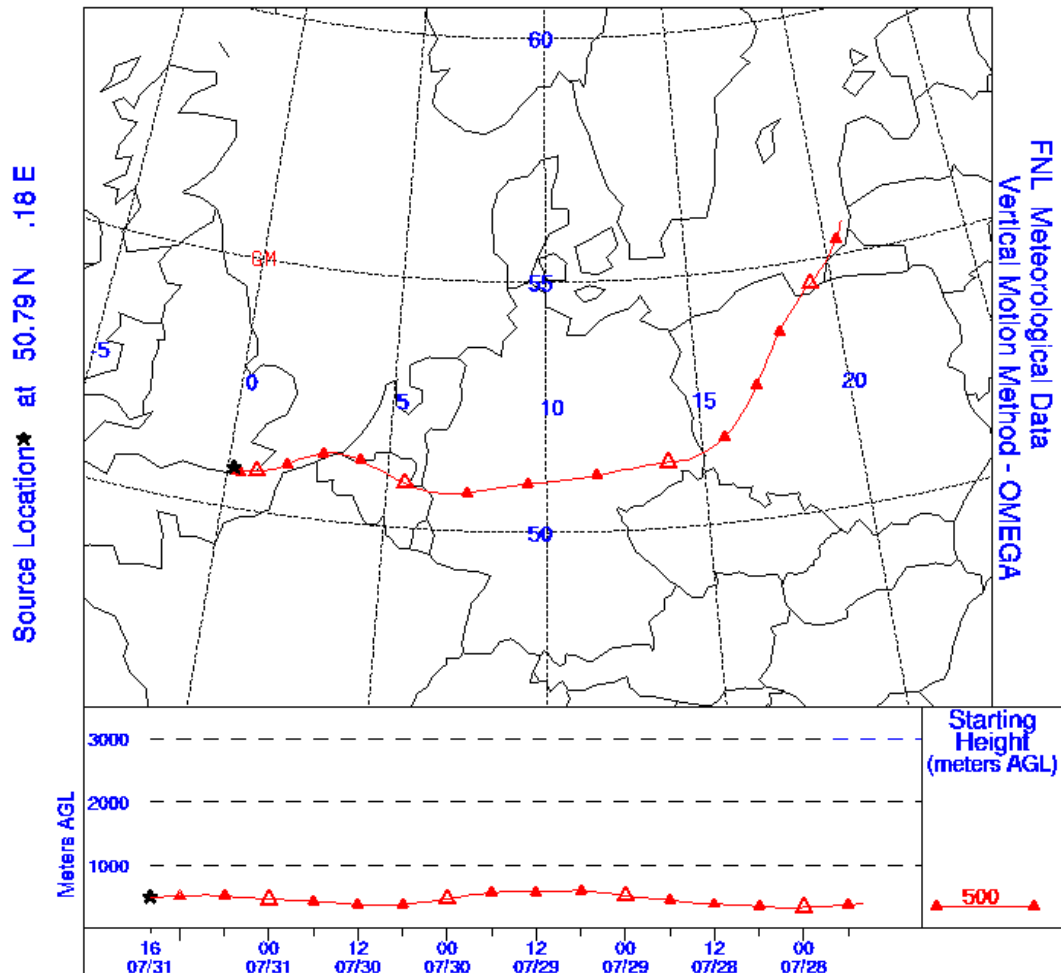 Source Location★ at 50.79 N .18 E
60
GM
55
-5
0
5
10
15
20
50
FNL Meteorological Data
Vertical Motion Method - OMEGA
Meters AGL
3000
2000
1000
16 00 12 00 12 00 12 00
07/31 07/31 07/30 07/30 07/29 07/29 07/28 07/28
Starting
Height
(meters AGL)
500